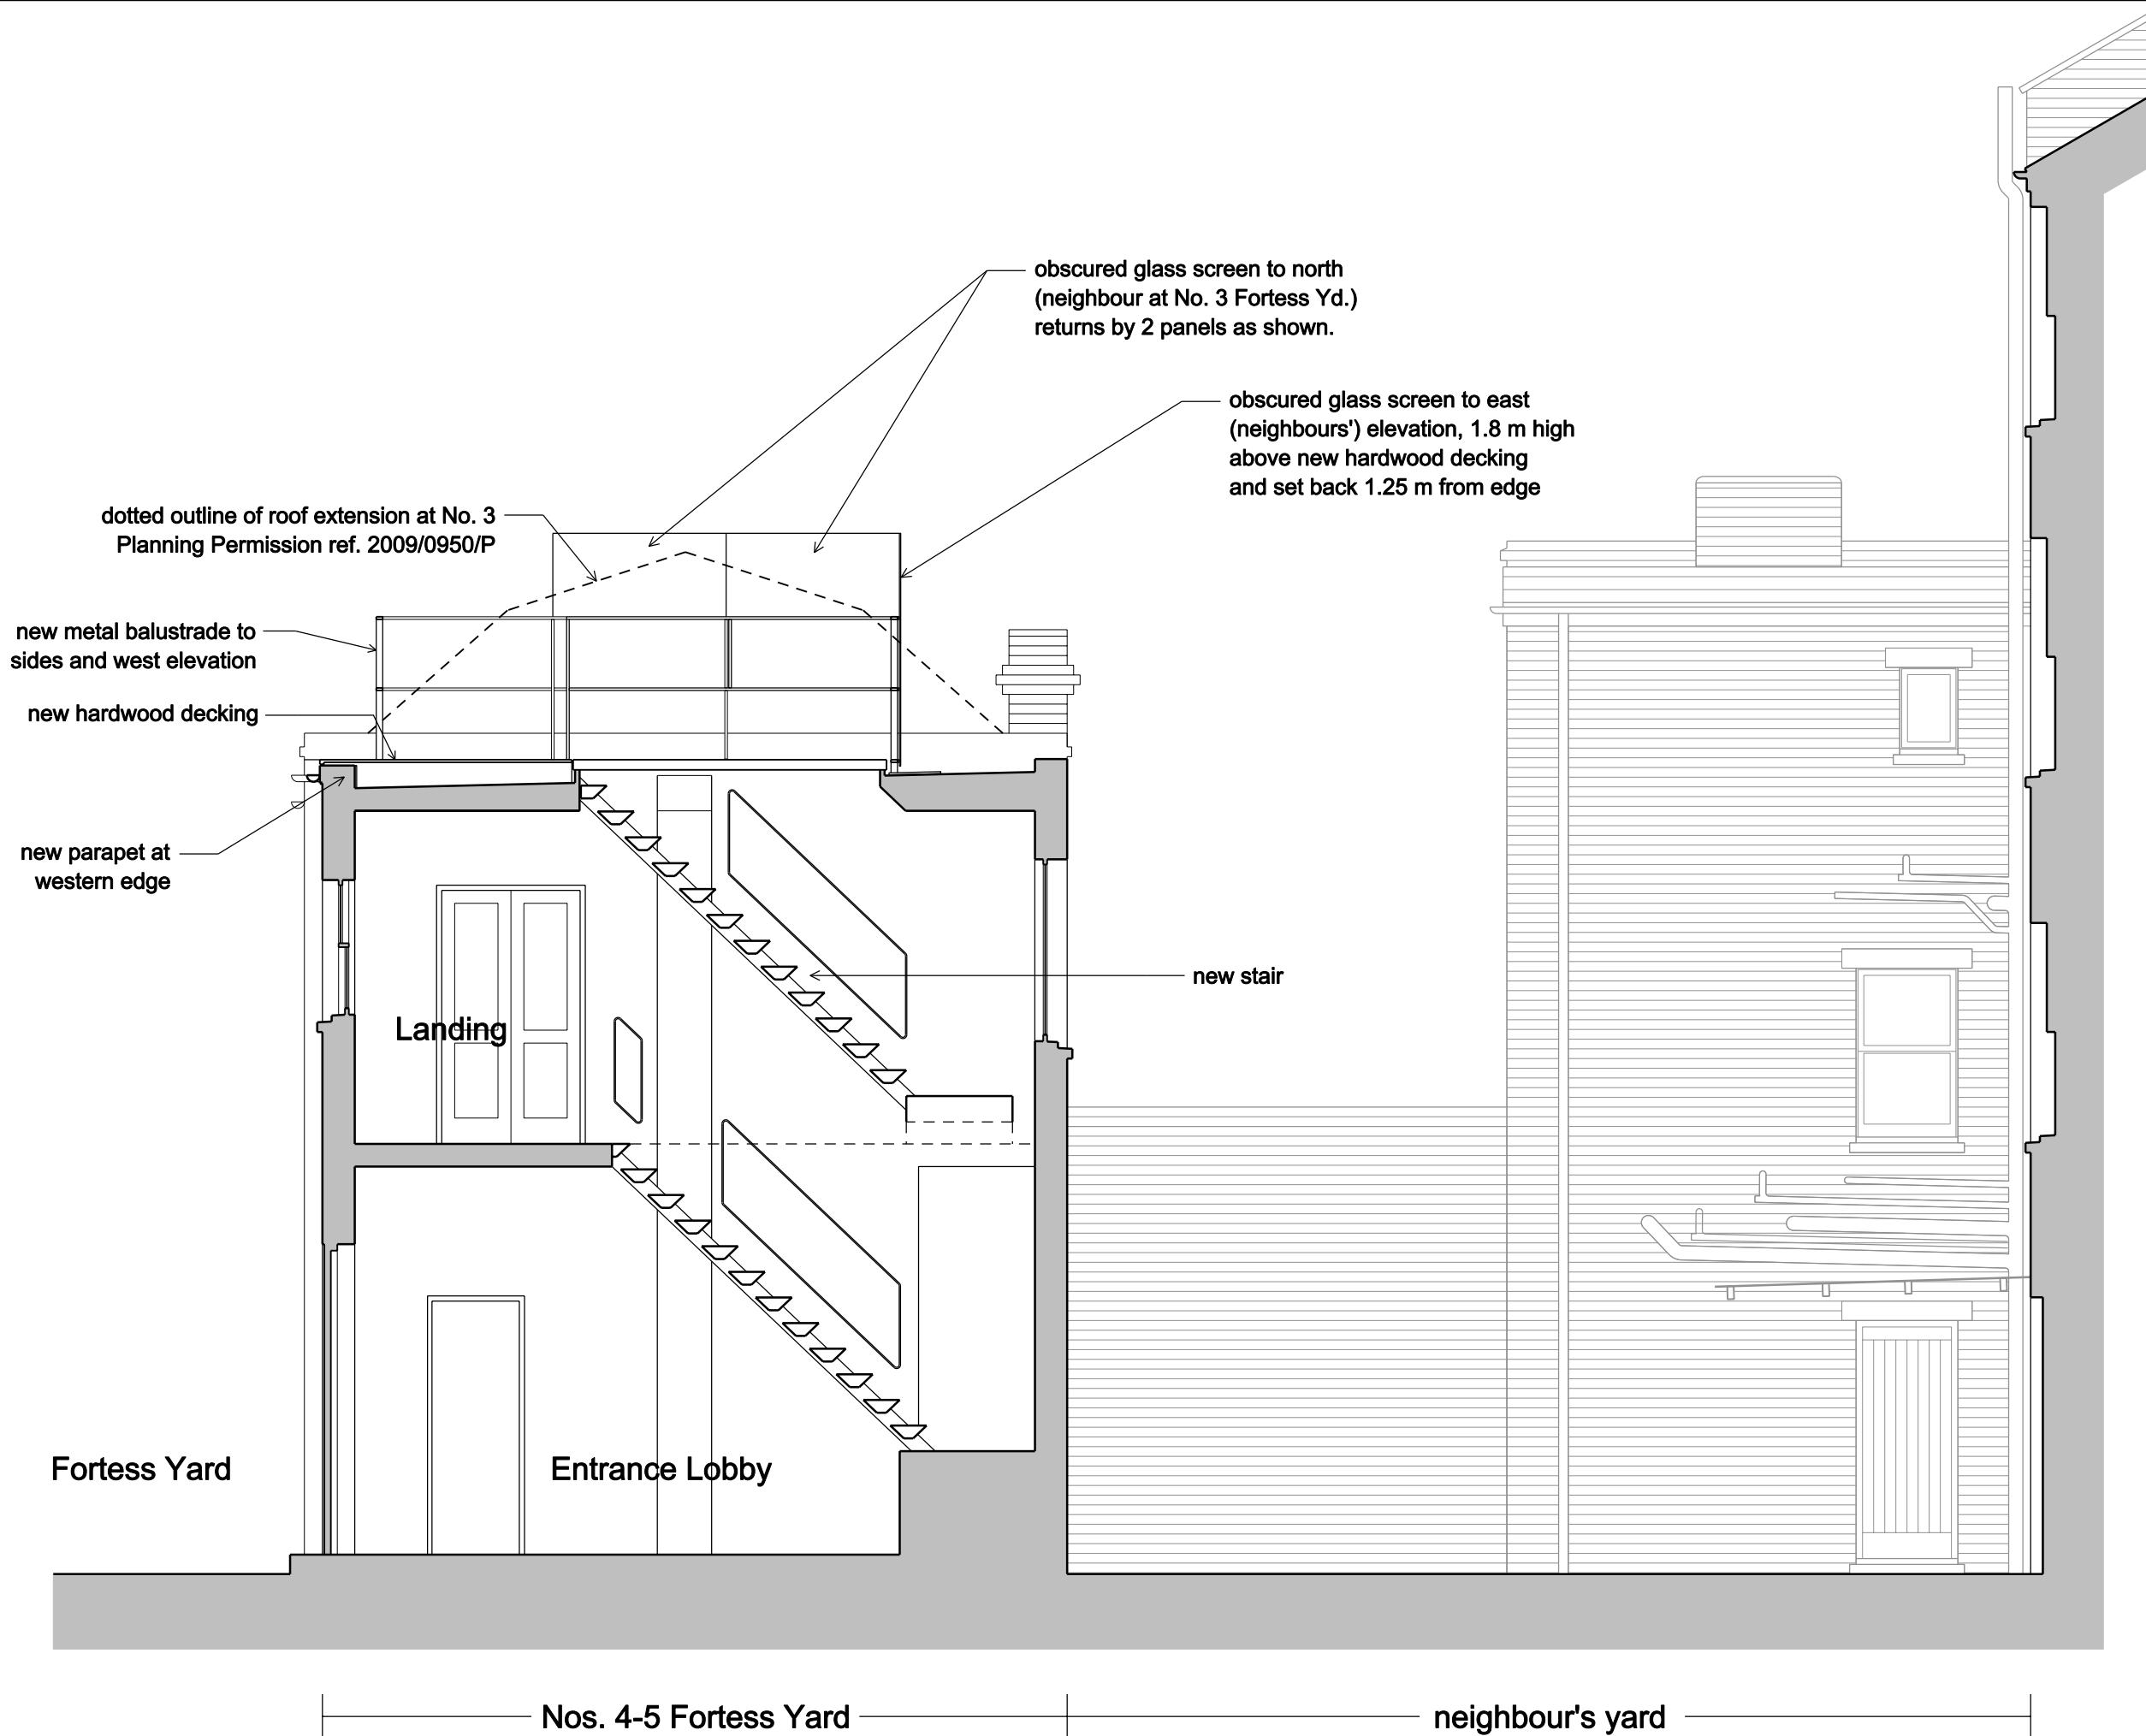 obscured glass screen to north
(neighbour at No. 3 Fortess Yd.)
returns by 2 panels as shown.
obscured glass screen to east
(neighbours') elevation, 1.8 m high
above new hardwood decking
and set back 1.25 m from edge
dotted outline of roof extension at No. 3
Planning Permission ref. 2009/0950/P
new metal balustrade to
sides and west elevation
new hardwood decking
new parapet at
western edge
new stair
Landing
Fortess Yard
Entrance Lobby
Nos. 4-5 Fortess Yard
neighbour's yard